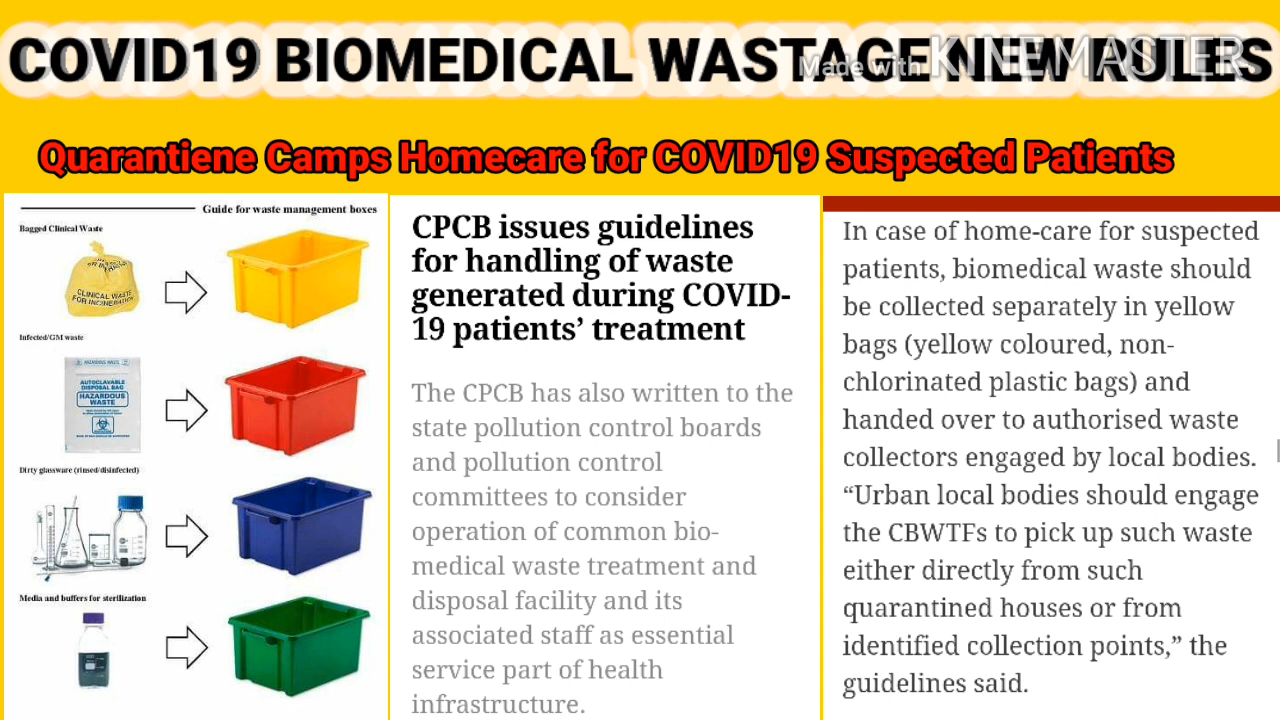 COVID19 BIOMEDICAL WASTAGE NEW RULES
Made with KINEMASTER
Quarantiene Camps Homecare for COVID19 Suspected Patients
Guide for waste management boxes
Bagged Clinical Waste
CLINICAL WASTE
FOR INCINERATION
Infected/GM waste
AUTOCLAVABLE
DISPOSAL BAG
HAZARDOUS
WASTE
Dirty glassware (rinsed/disinfected)
Media and buffers for sterilization
CPCB issues guidelines
for handling of waste
generated during COVID-
19 patients’ treatment
The CPCB has also written to the
state pollution control boards
and pollution control
committees to consider
operation of common bio-
medical waste treatment and
disposal facility and its
associated staff as essential
service part of health
infrastructure.
In case of home-care for suspected
patients, biomedical waste should
be collected separately in yellow
bags (yellow coloured, non-
chlorinated plastic bags) and
handed over to authorised waste
collectors engaged by local bodies.
“Urban local bodies should engage
the CBWTFs to pick up such waste
either directly from such
quarantined houses or from
identified collection points,” the
guidelines said.